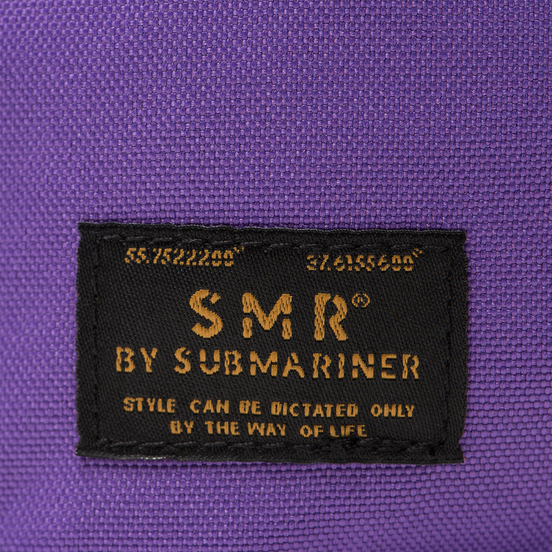 55.7522200° 37.6155600°
SMR®
BY SUBMARINER
STYLE CAN BE DICTATED ONLY
BY THE WAY OF LIFE